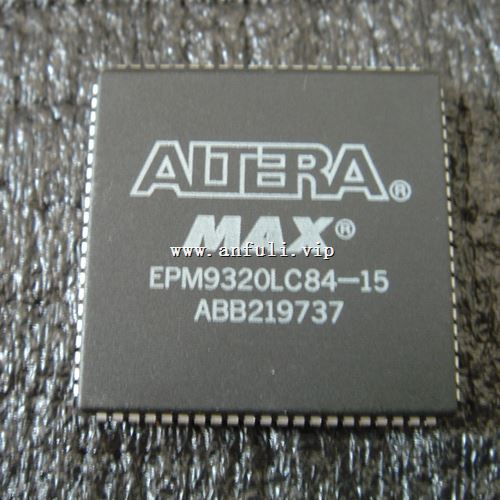 ALTERA®
MAX®
www.anfuli.vip
EPM9320LC84-15
ABB219737